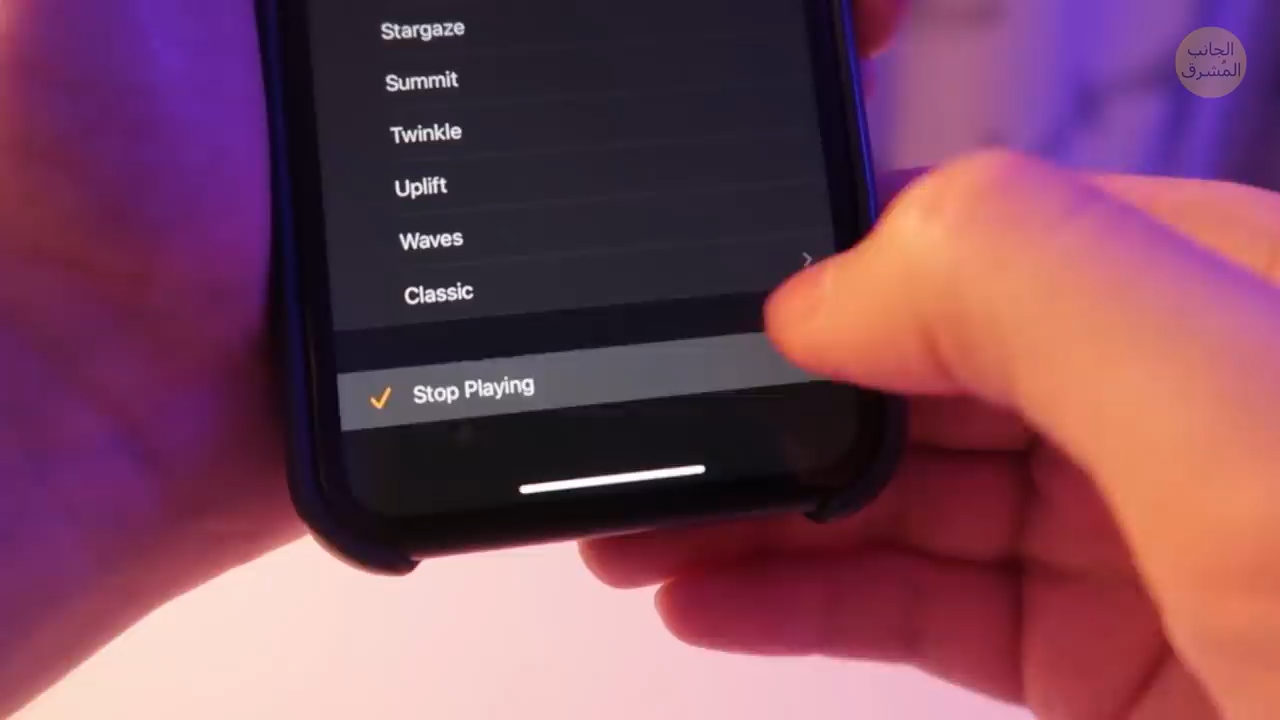 Stargaze
Summit
Twinkle
Uplift
Waves
Classic
Stop Playing
الجانب
المُشرق